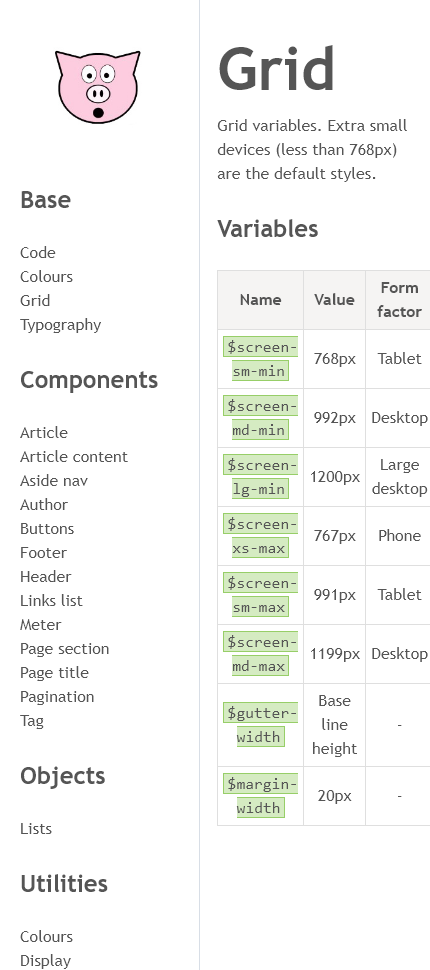 Base
Code
Colours
Grid
Typography
Components
Article
Article content
Aside nav
Author
Buttons
Footer
Header
Links list
Meter
Page section
Page title
Pagination
Tag
Objects
Lists
Utilities
Colours
Display
Grid
Grid variables. Extra small
devices (less than 768px)
are the default styles.
Variables
Name Value Form
factor
$screen-
sm-min 768px Tablet
$screen-
md-min 992px Desktop
$screen-
lg-min 1200px Large
desktop
$screen-
xs-max 767px Phone
$screen-
sm-max 991px Tablet
$screen-
md-max 1199px Desktop
$gutter-
width Base
line
height -
$margin-
width 20px -